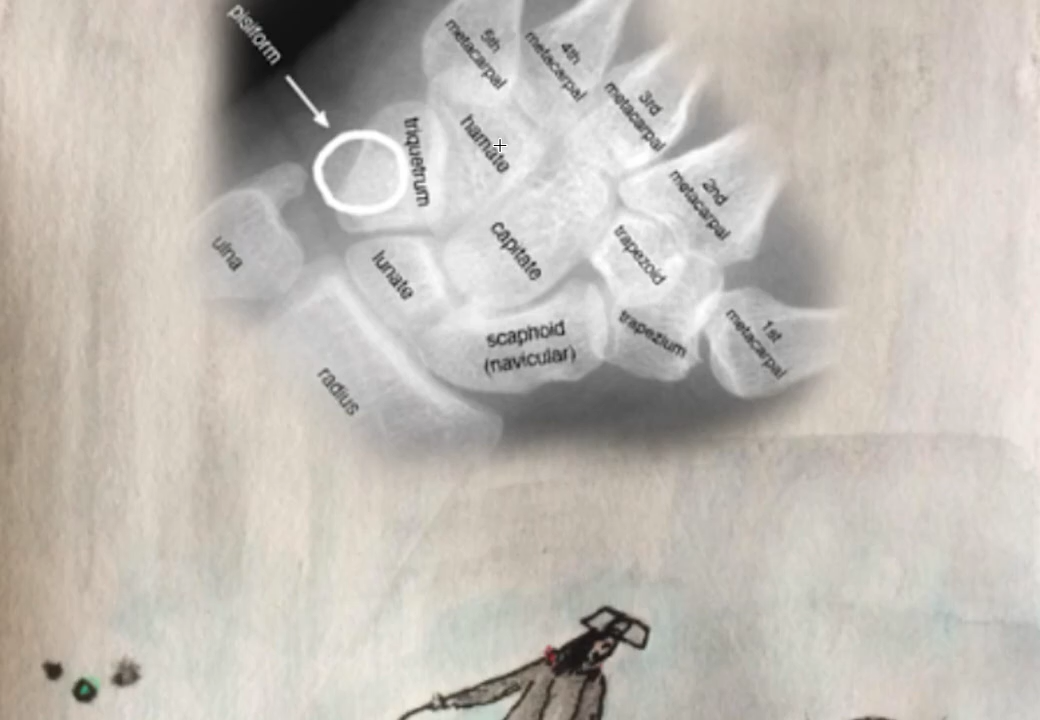 pisiform
5th
metacarpal
4th
metacarpal
3rd
metacarpal
2nd
metacarpal
1st
metacarpal
triquetrum
hamate
capitate
trapezoid
trapezium
lunate
scaphoid
(navicular)
ulna
radius